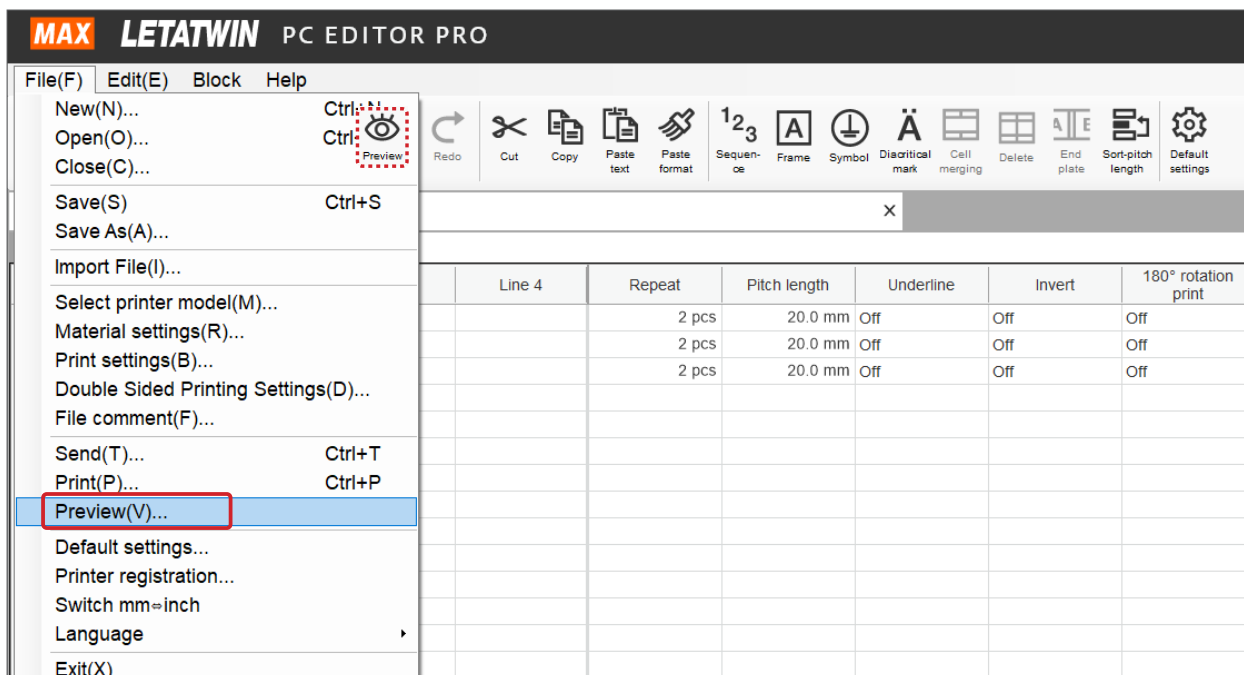 MAX LETATWIN PC EDITOR PRO
File(F) Edit(E) Block Help
New(N)...
Open(O)...
Close(C)...
Save(S) Ctrl+S
Save As(A)...
Import File(I)...
Select printer model(M)...
Material settings(R)...
Print settings(B)...
Double Sided Printing Settings(D)...
File comment(F)...
Send(T)... Ctrl+T
Print(P)... Ctrl+P
Preview(V)...
Default settings...
Printer registration...
Switch mm⇔inch
Language
Exit(X)
Preview
Redo
Cut
Copy
Paste
text
Paste
format
Sequen-
ce
Frame
Symbol
Diacritical
mark
Cell
merging
Delete
End
plate
Sort-pitch
length
Default
settings
Line 4 Repeat Pitch length Underline Invert 180° rotation
print
2 pcs 20.0 mm Off Off Off
2 pcs 20.0 mm Off Off Off
2 pcs 20.0 mm Off Off Off